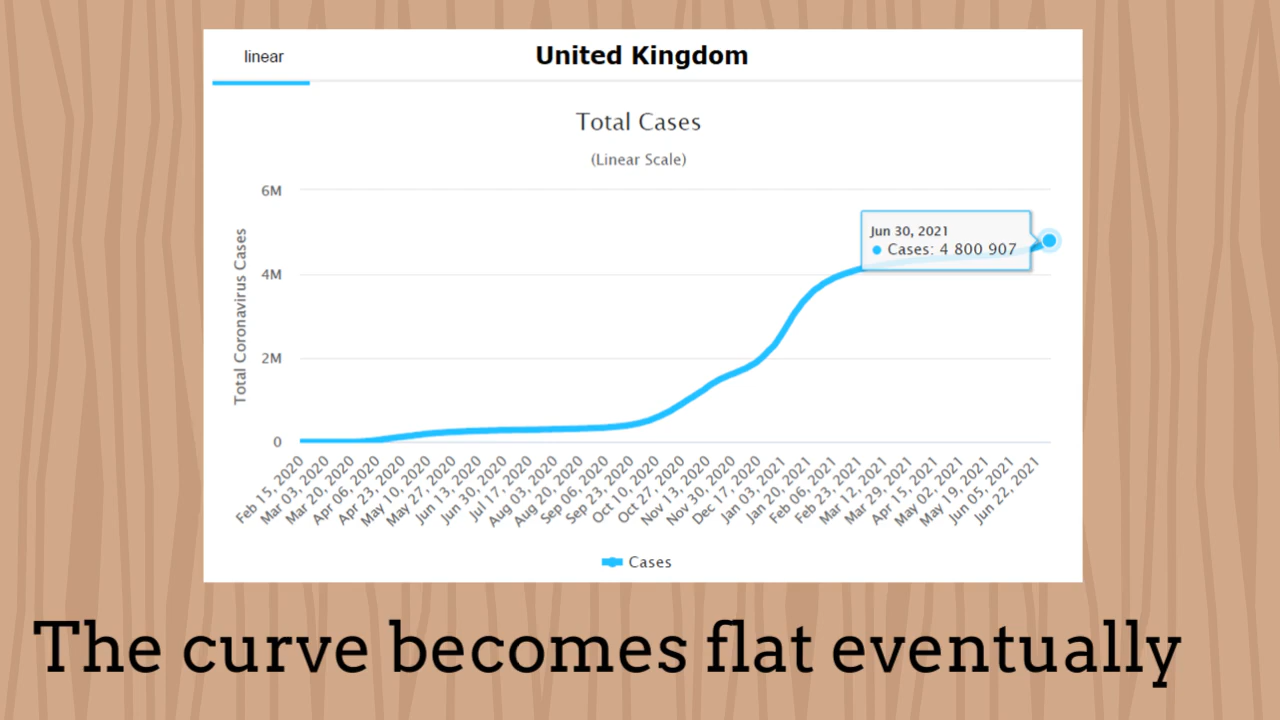 linear
United Kingdom
Total Cases
(Linear Scale)
Total Coronavirus Cases
6M
4M
2M
0
Jun 30, 2021
Cases: 4 800 907
Feb 15, 2020
Mar 03, 2020
Mar 20, 2020
Apr 06, 2020
Apr 23, 2020
May 10, 2020
May 27, 2020
Jun 13, 2020
Jun 30, 2020
Jul 17, 2020
Aug 03, 2020
Aug 20, 2020
Sep 06, 2020
Sep 23, 2020
Oct 10, 2020
Oct 27, 2020
Nov 13, 2020
Nov 30, 2020
Dec 17, 2020
Jan 03, 2021
Jan 20, 2021
Feb 06, 2021
Feb 23, 2021
Mar 12, 2021
Mar 29, 2021
Apr 15, 2021
May 02, 2021
May 19, 2021
Jun 05, 2021
Jun 22, 2021
Cases
The curve becomes flat eventually